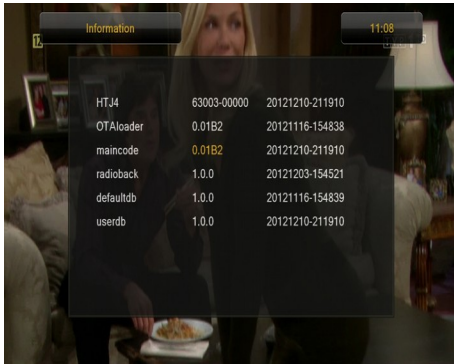 Information 11:08
12
HTJ4 63003-00000 20121210-211910
OTAloader 0.01B2 20121116-154838
maincode 0.01B2 20121210-211910
radioback 1.0.0 20121203-154521
defaultdb 1.0.0 20121116-154839
userdb 1.0.0 20121210-211910